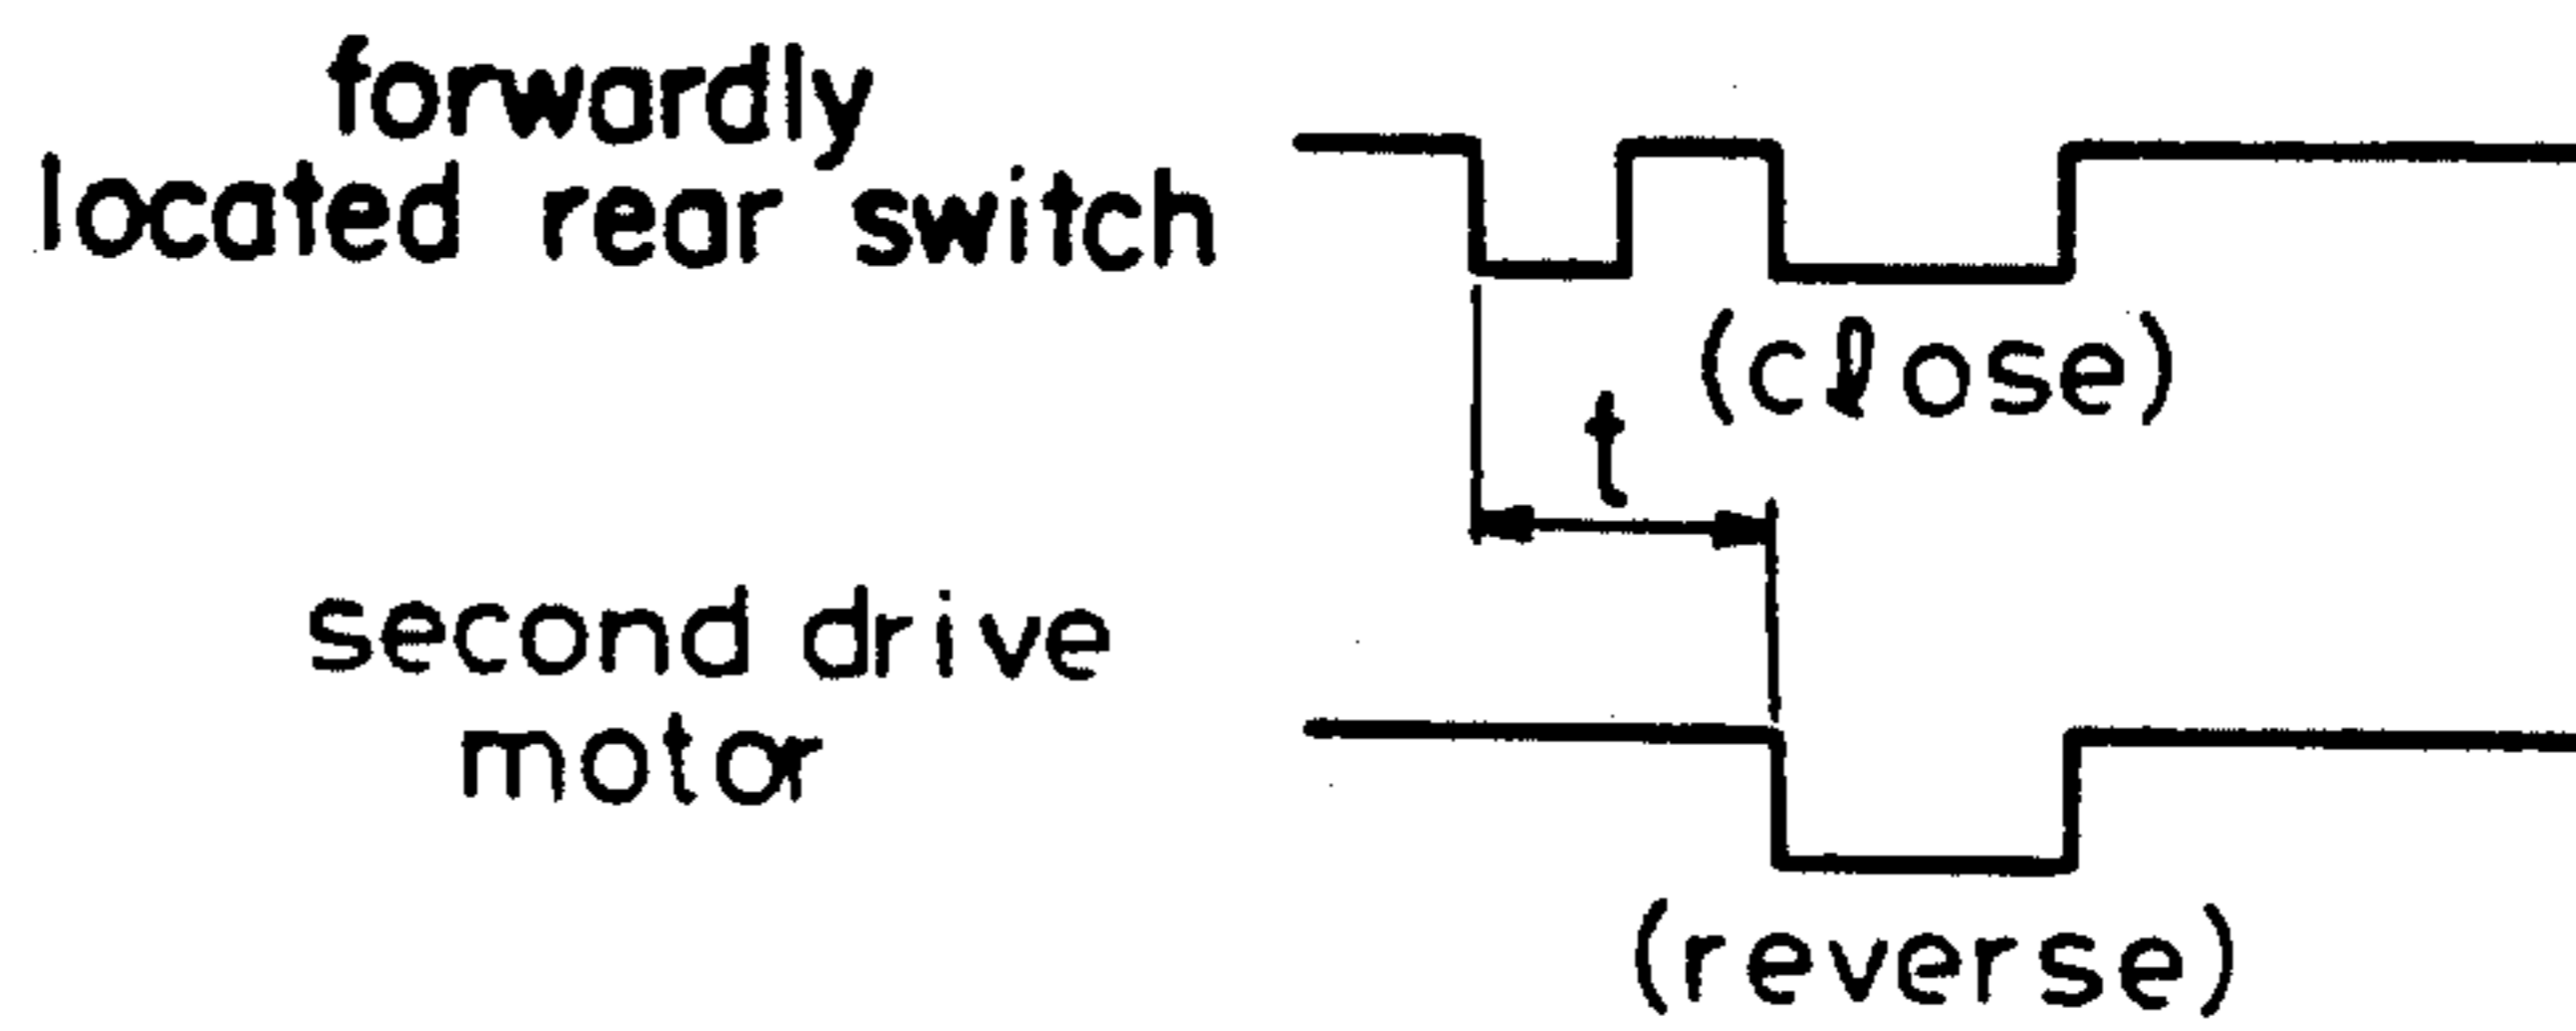 forwardly
located rear switch
(close)
t
second drive
motor
(reverse)